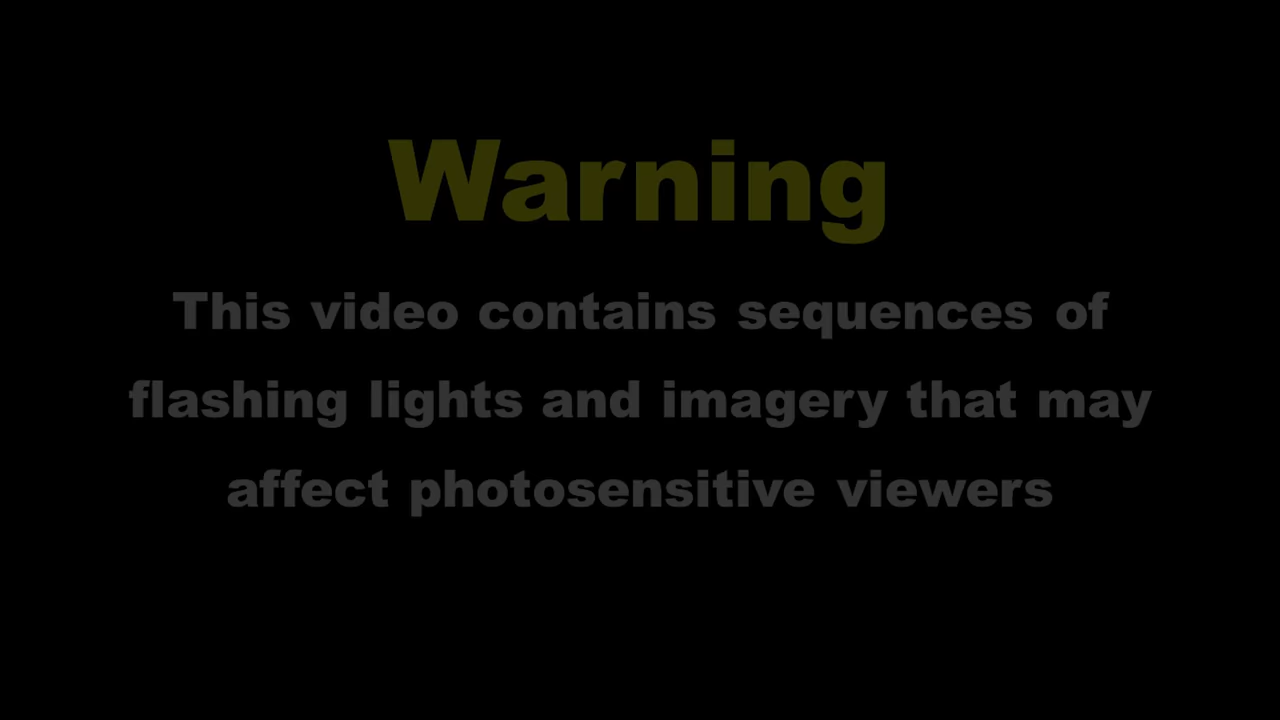 Warning
This video contains sequences of
flashing lights and imagery that may
affect photosensitive viewers